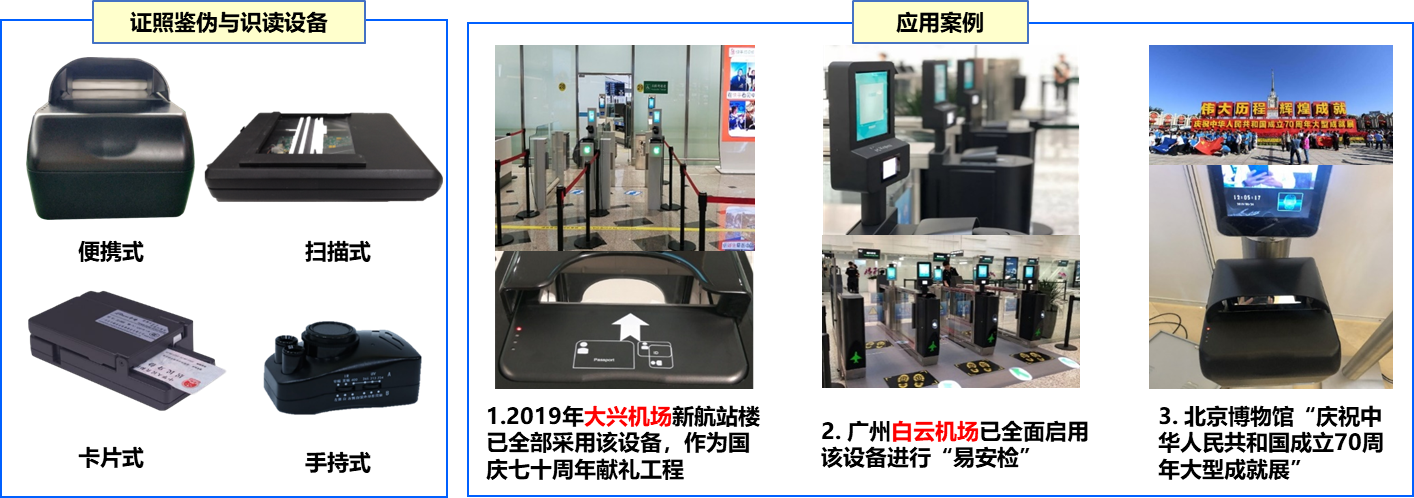 证照鉴伪与识读设备
便携式
扫描式
卡片式
手持式
应用案例
Passport
ID
1.2019年大兴机场新航站楼
已全部采用该设备，作为国
庆七十周年献礼工程
2. 广州白云机场已全面启用
该设备进行“易安检”
伟大历程 辉煌成就
庆祝中华人民共和国成立70周年大型成就展
12:05:17
3. 北京博物馆“庆祝中
华人民共和国成立70周
年大型成就展”